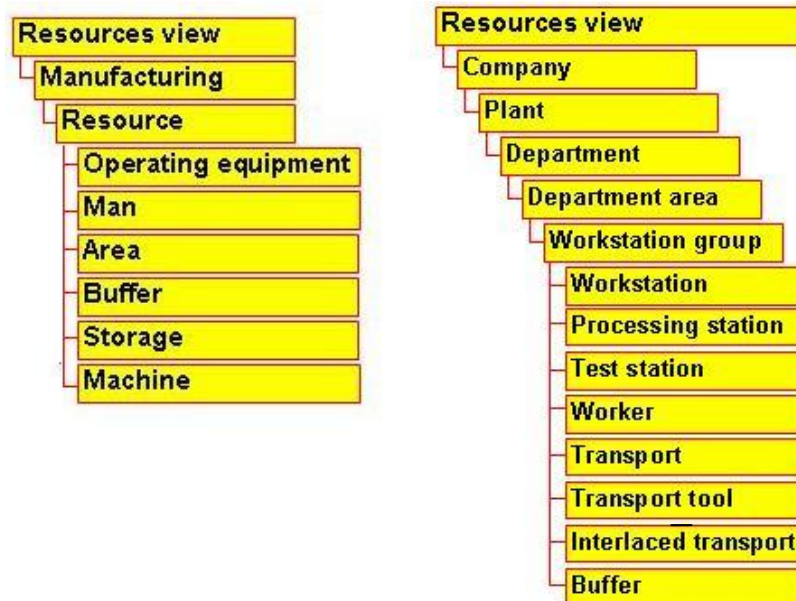 Resources view
Manufacturing
Resource
Operating equipment
Man
Area
Buffer
Storage
Machine
Resources view
Company
Plant
Department
Department area
Workstation group
Workstation
Processing station
Test station
Worker
Transport
Transport tool
Interlaced transport
Buffer